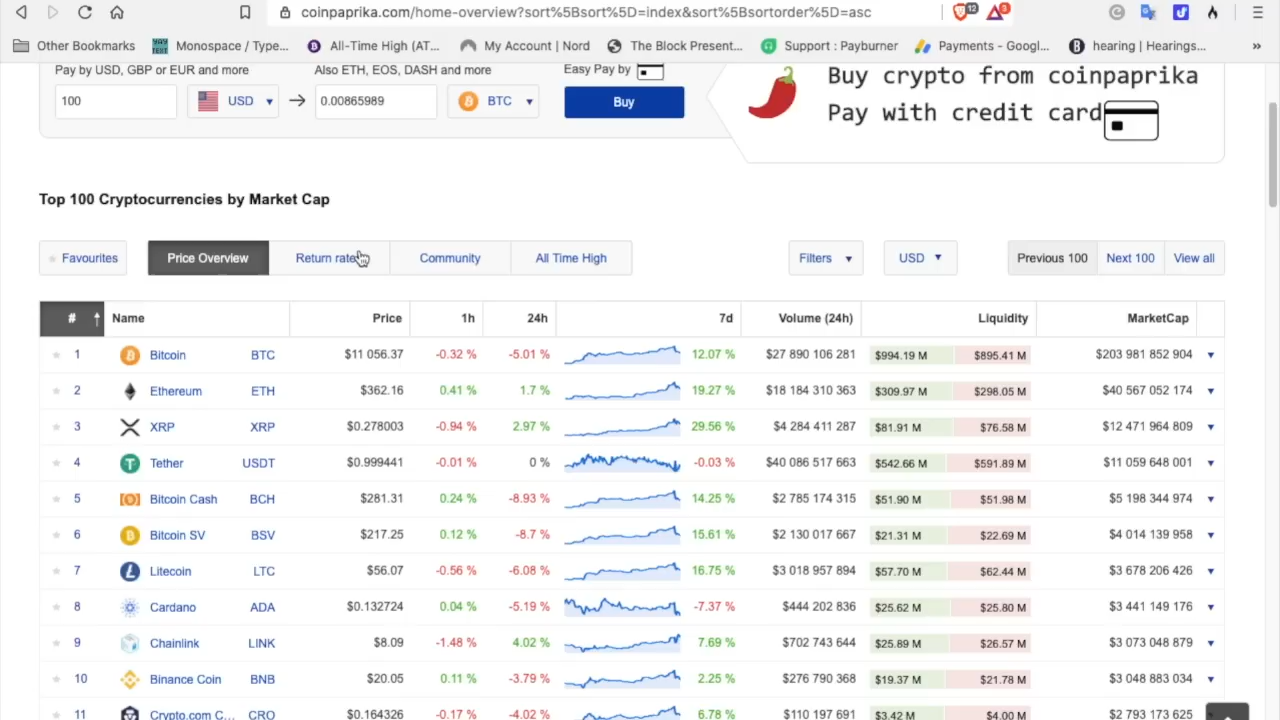 coinpaprika.com/home-overview?sort%5Bsort%5D=index&sort%5Bsortorder%5D=asc
12
3
Other Bookmarks Monospace / Type... All-Time High (AT... My Account | Nord The Block Present... Support : Payburner Payments - Googl... hearing | Hearings... »
Pay by USD, GBP or EUR and more Also ETH, EOS, DASH and more Easy Pay by
100 USD 0.00865989 BTC Buy
Buy crypto from coinpaprika
Pay with credit card
Top 100 Cryptocurrencies by Market Cap
Favourites Price Overview Return rate Community All Time High Filters USD Previous 100 Next 100 View all
# Name Price 1h 24h 7d Volume (24h) Liquidity MarketCap
1 Bitcoin BTC $11 056.37 -0.32 % -5.01 % 12.07 % $27 890 106 281 $994.19 M $895.41 M $203 981 852 904
2 Ethereum ETH $362.16 0.41 % 1.7 % 19.27 % $18 184 310 363 $309.97 M $298.05 M $40 567 052 174
3 XRP XRP $0.278003 -0.94 % 2.97 % 29.56 % $4 284 411 287 $81.91 M $76.58 M $12 471 964 809
4 Tether USDT $0.999441 -0.01 % 0 % -0.03 % $40 086 517 663 $542.66 M $591.89 M $11 059 648 001
5 Bitcoin Cash BCH $281.31 0.24 % -8.93 % 14.25 % $2 785 174 315 $51.90 M $51.98 M $5 198 344 974
6 Bitcoin SV BSV $217.25 0.12 % -8.7 % 15.61 % $2 130 017 667 $21.31 M $22.69 M $4 014 139 958
7 Litecoin LTC $56.07 -0.56 % -6.08 % 16.75 % $3 018 957 894 $57.70 M $62.44 M $3 678 206 426
8 Cardano ADA $0.132724 0.04 % -5.19 % -7.37 % $444 202 836 $25.62 M $25.80 M $3 441 149 176
9 Chainlink LINK $8.09 -1.48 % 4.02 % 7.69 % $702 743 644 $25.89 M $26.57 M $3 073 048 879
10 Binance Coin BNB $20.05 0.11 % -3.79 % 2.25 % $276 790 368 $19.37 M $21.78 M $3 048 883 034
11 Crypto.com C... CRO $0.164326 -0.17 % -4.02 % 6.78 % $110 197 691 $3.42 M $4.00 M $2 793 173 625